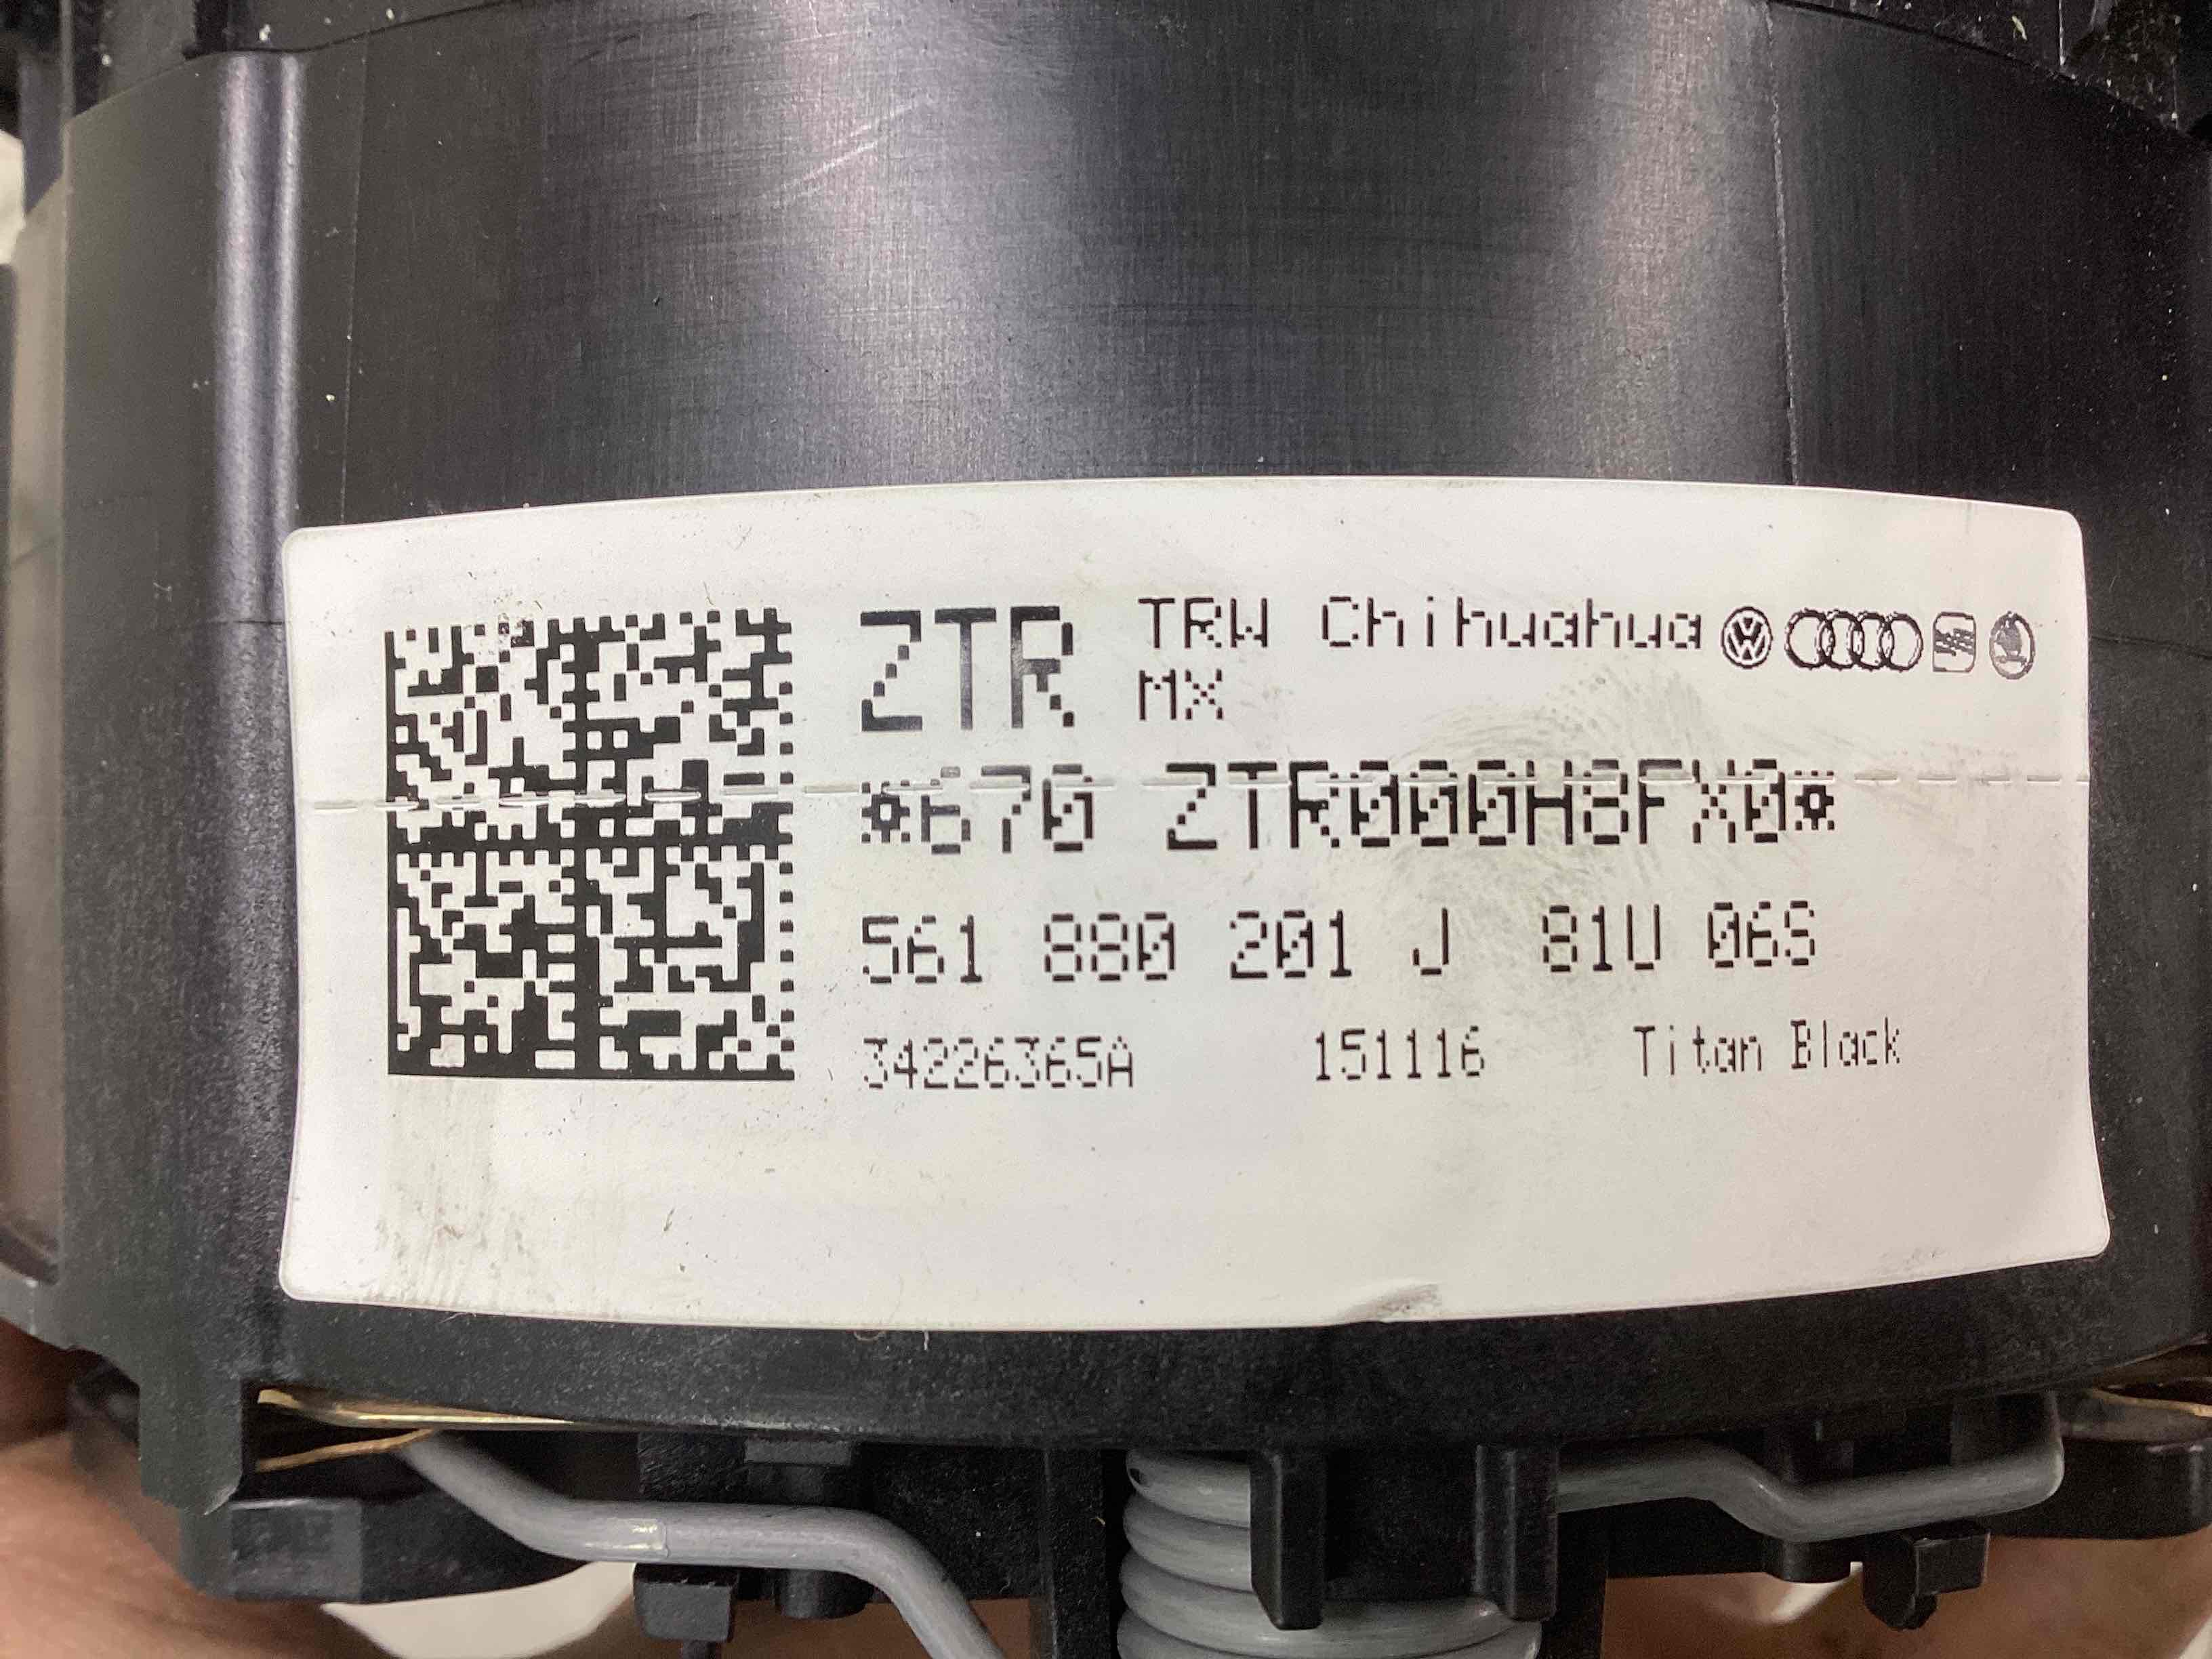 ZTR TRW Chihuahua
MX
*670 ZTR000H8FX0*
561 880 201 J 81U 06S
34226365A 151116 Titan Black